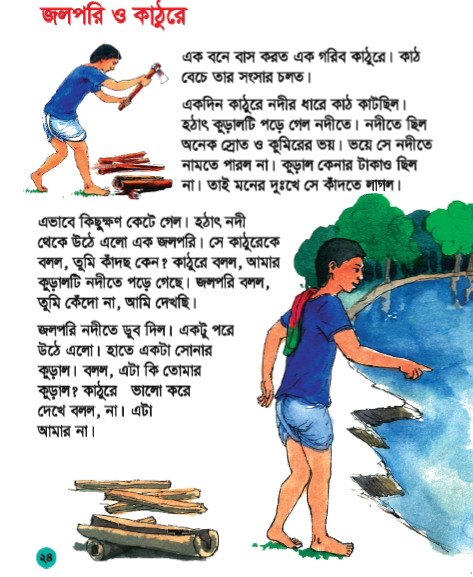 জলপরি ও কাঠুরে
এক বনে বাস করত এক গরিব কাঠুরে। কাঠ
বেচে তার সংসার চলত।
একদিন কাঠুরে নদীর ধারে কাঠ কাটছিল।
হঠাৎ কুড়ালটি পড়ে গেল নদীতে। নদীতে ছিল
অনেক স্রোত ও কুমিরের ভয়। ভয়ে সে নদীতে
নামতে পারল না। কুড়াল কেনার টাকাও ছিল
না। তাই মনের দুঃখে সে কাঁদতে লাগল।
এভাবে কিছুক্ষণ কেটে গেল। হঠাৎ নদী
থেকে উঠে এলো এক জলপরি। সে কাঠুরেকে
বলল, তুমি কাঁদছ কেন? কাঠুরে বলল, আমার
কুড়ালটি নদীতে পড়ে গেছে। জলপরি বলল,
তুমি কেঁদো না, আমি দেখছি।
জলপরি নদীতে ডুব দিল। একটু পরে
উঠে এলো। হাতে একটা সোনার
কুড়াল। বলল, এটা কি তোমার
কুড়াল? কাঠুরে ভালো করে
দেখে বলল, না। এটা
আমার না।
২৪